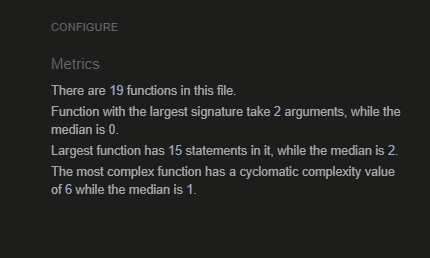 CONFIGURE
Metrics
There are 19 functions in this file.
Function with the largest signature take 2 arguments, while the
median is 0.
Largest function has 15 statements in it, while the median is 2.
The most complex function has a cyclomatic complexity value
of 6 while the median is 1.